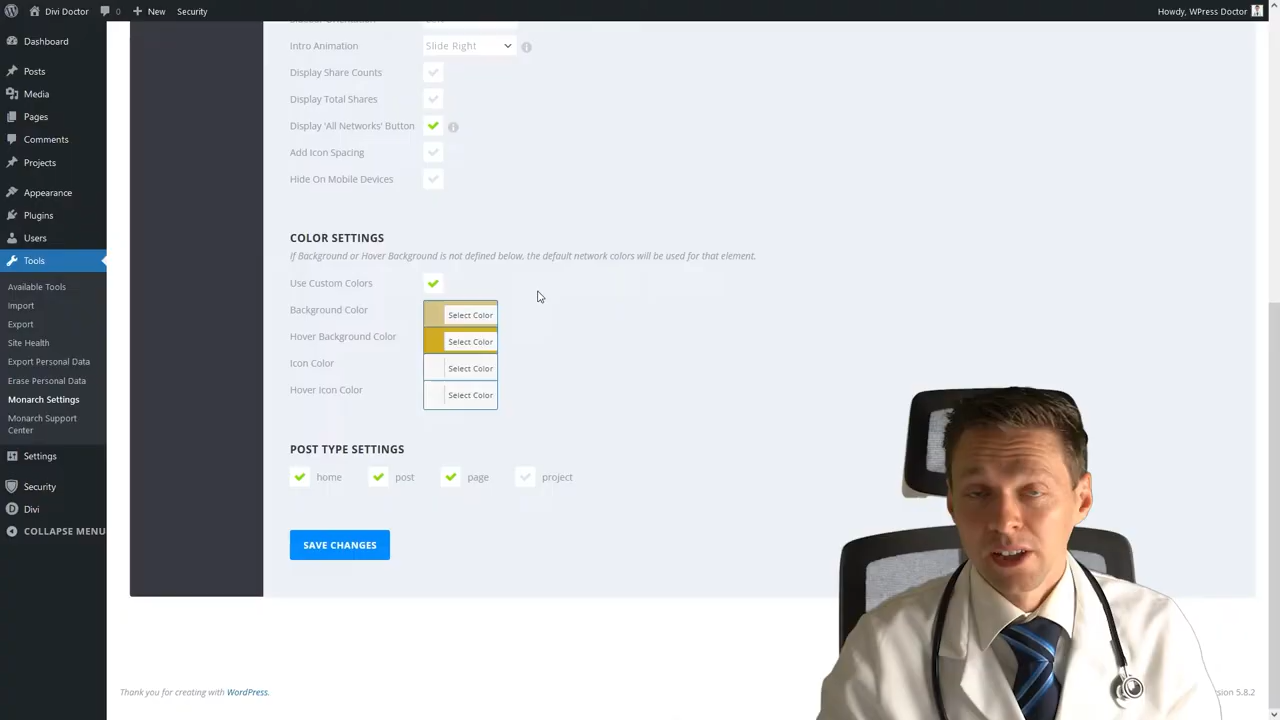 Divi Doctor 0 New Security Howdy, WPress Doctor
Dashboard
Posts
Media
Pages
Comments
Projects
Appearance
Plugins
Users
Tools
Available Tools
Import
Export
Site Health
Export Personal Data
Erase Personal Data
Monarch Settings
Monarch Support
Center
Settings
Security
Divi
COLLAPSE MENU
Intro Animation Slide Right
Display Share Counts
Display Total Shares
Display 'All Networks' Button
Add Icon Spacing
Hide On Mobile Devices
COLOR SETTINGS
If Background or Hover Background is not defined below, the default network colors will be used for that element.
Use Custom Colors
Background Color Select Color
Hover Background Color Select Color
Icon Color Select Color
Hover Icon Color Select Color
POST TYPE SETTINGS
home post page project
SAVE CHANGES
Thank you for creating with WordPress.
5.8.2